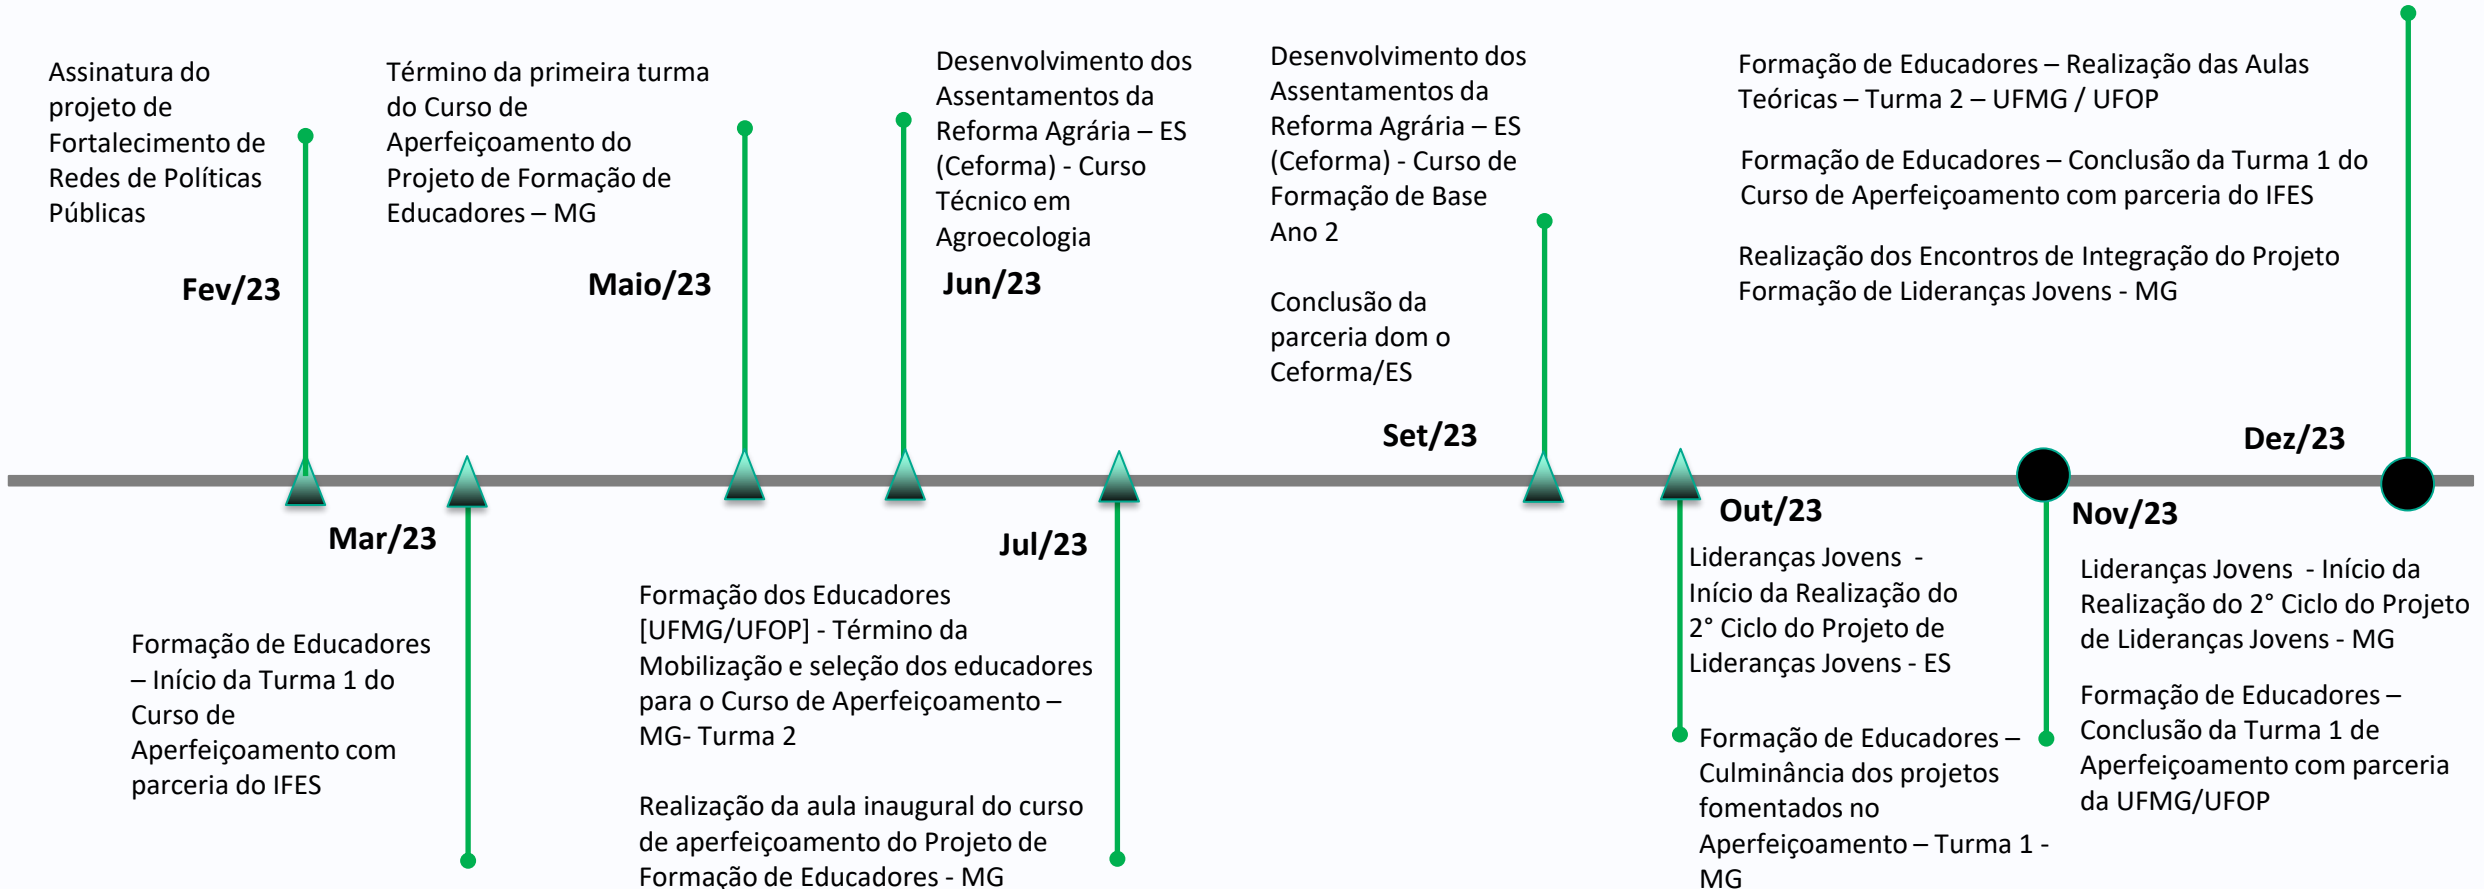 Assinatura do
projeto de
Fortalecimento de
Redes de Políticas
Públicas
Fev/23
Formação de Educadores
– Início da Turma 1 do
Curso de
Aperfeiçoamento com
parceria do IFES
Mar/23
Término da primeira turma
do Curso de
Aperfeiçoamento do
Projeto de Formação de
Educadores – MG
Maio/23
Desenvolvimento dos
Assentamentos da
Reforma Agrária – ES
(Ceforma) - Curso
Técnico em
Agroecologia
Jun/23
Jul/23
Formação dos Educadores
[UFMG/UFOP] - Término da
Mobilização e seleção dos educadores
para o Curso de Aperfeiçoamento –
MG- Turma 2
Realização da aula inaugural do curso
de aperfeiçoamento do Projeto de
Formação de Educadores - MG
Desenvolvimento dos
Assentamentos da
Reforma Agrária – ES
(Ceforma) - Curso de
Formação de Base
Ano 2
Conclusão da
parceria dom o
Ceforma/ES
Set/23
Out/23
Lideranças Jovens  -
Início da Realização do
2° Ciclo do Projeto de
Lideranças Jovens - ES
Formação de Educadores –
Culminância dos projetos
fomentados no
Aperfeiçoamento – Turma 1 -
MG
Nov/23
Lideranças Jovens  - Início da
Realização do 2° Ciclo do Projeto
de Lideranças Jovens - MG
Formação de Educadores –
Conclusão da Turma 1 de
Aperfeiçoamento com parceria
da UFMG/UFOP
Formação de Educadores – Realização das Aulas
Teóricas – Turma 2 – UFMG / UFOP
Formação de Educadores – Conclusão da Turma 1 do
Curso de Aperfeiçoamento com parceria do IFES
Realização dos Encontros de Integração do Projeto
Formação de Lideranças Jovens - MG
Dez/23